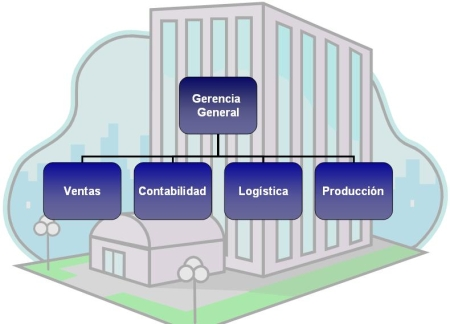 Gerencia
General
Ventas
Contabilidad
Logística
Producción